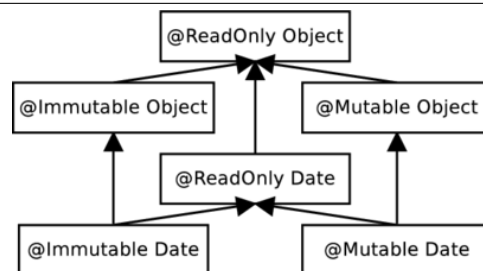 @ReadOnly Object
@Immutable Object
@Mutable Object
@ReadOnly Date
@Immutable Date
@Mutable Date